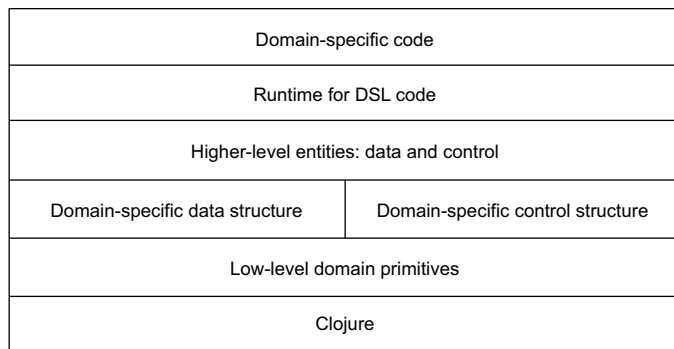 Domain-specific code
Runtime for DSL code
Higher-level entities: data and control
Domain-specific data structure
Domain-specific control structure
Low-level domain primitives
Clojure